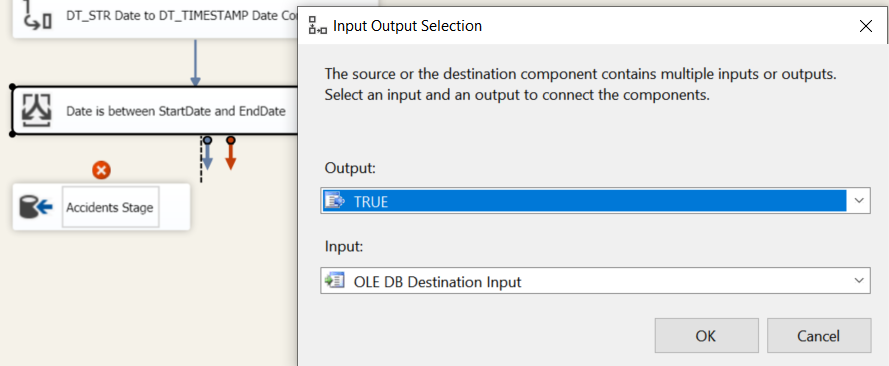 DT_STR Date to DT_TIMESTAMP Date Co
Input Output Selection
The source or the destination component contains multiple inputs or outputs.
Select an input and an output to connect the components.
Date is between StartDate and EndDate
Output:
TRUE
Accidents Stage
Input:
OLE DB Destination Input
OK
Cancel